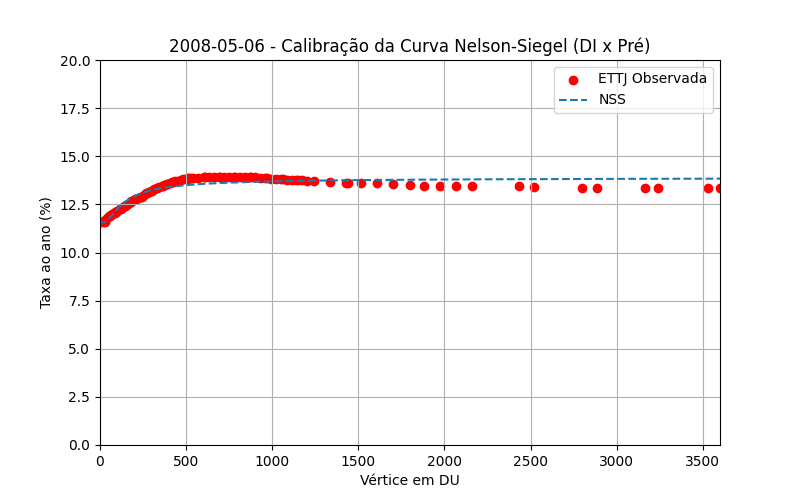 2008-05-06 - Calibração da Curva Nelson-Siegel (DI x Pré)
ETTJ Observada
NSS
Taxa ao ano (%)
20.0
17.5
15.0
12.5
10.0
7.5
5.0
2.5
0.0
0 500 1000 1500 2000 2500 3000 3500
Vértice em DU